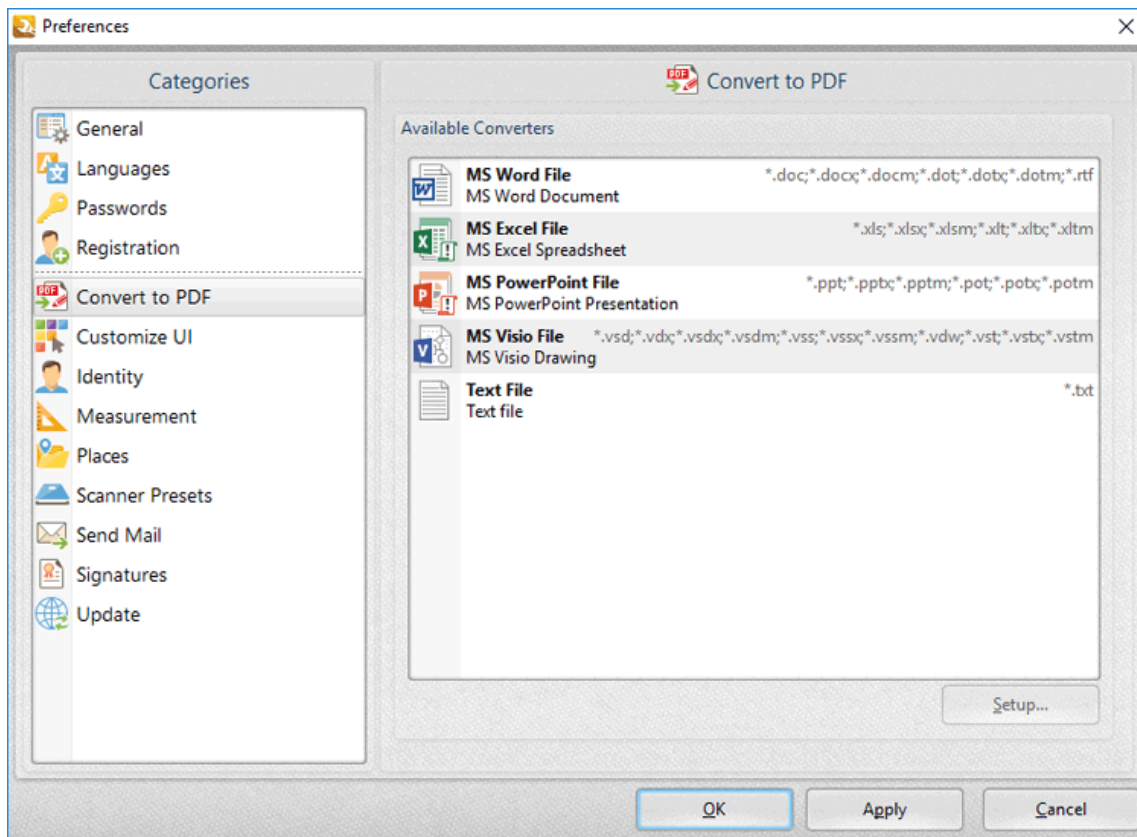 Preferences
Categories
General
Languages
Passwords
Registration
Convert to PDF
Customize UI
Identity
Measurement
Places
Scanner Presets
Send Mail
Signatures
Update
PDF Convert to PDF
Available Converters
MS Word File *.doc;*.docx;*.docm;*.dot;*.dotx;*.dotm;*.rtf
MS Word Document
MS Excel File *.xls;*.xlsx;*.xlsm;*.xlt;*.xltx;*.xltm
MS Excel Spreadsheet
MS PowerPoint File *.ppt;*.pptx;*.pptm;*.pot;*.potx;*.potm
MS PowerPoint Presentation
MS Visio File *.vsd;*.vdx;*.vsdx;*.vsdm;*.vss;*.vssx;*.vssm;*.vdw;*.vst;*.vstx;*.vstm
MS Visio Drawing
Text File *.txt
Text file
Setup...
OK Apply Cancel